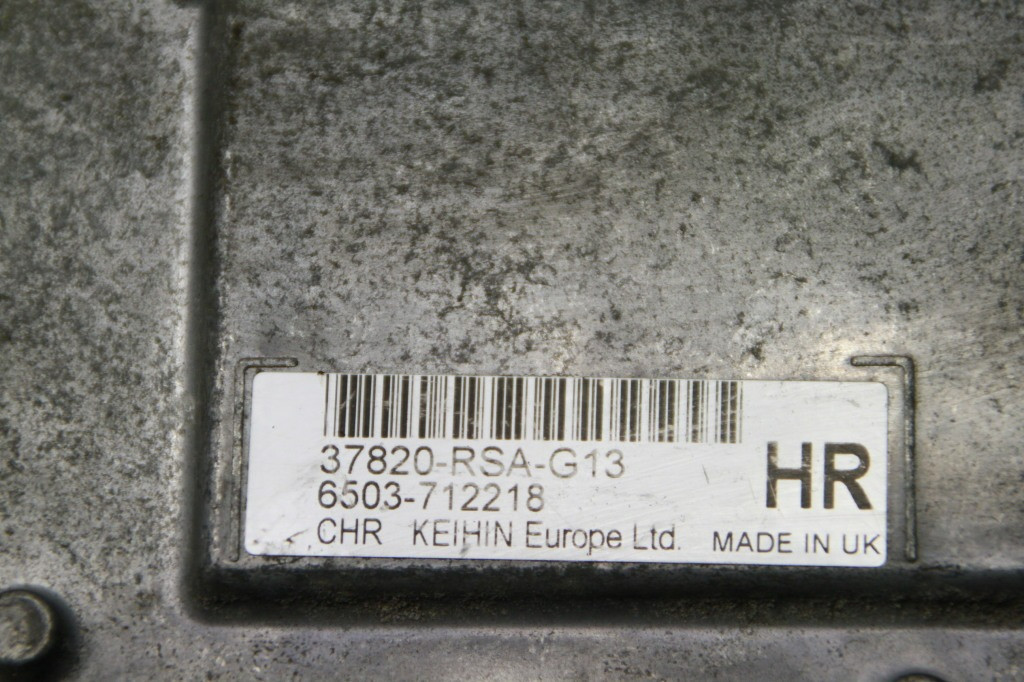 37820-RSA-G13
HR
6503-712218
CHR KEIHIN Europe Ltd. MADE IN UK